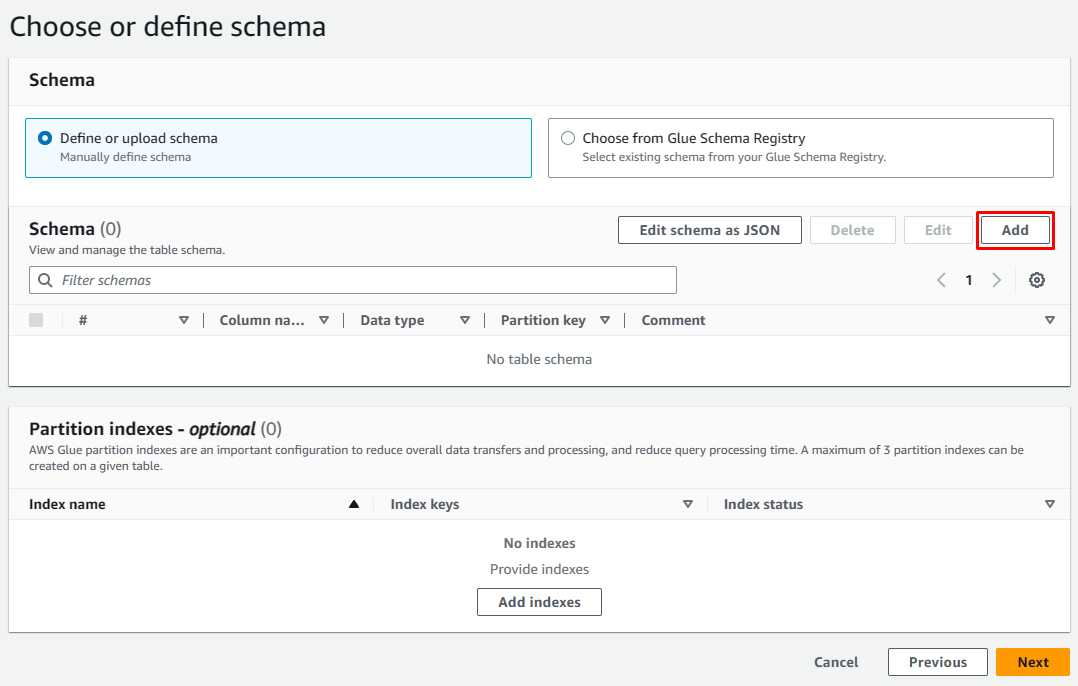 Choose or define schema
Schema
Define or upload schema
Manually define schema
Choose from Glue Schema Registry
Select existing schema from your Glue Schema Registry.
Schema (0)
View and manage the table schema.
Edit schema as JSON
Delete
Edit
Add
Filter schemas
1
# Column na... Data type Partition key Comment
No table schema
Partition indexes - optional (0)
AWS Glue partition indexes are an important configuration to reduce overall data transfers and processing, and reduce query processing time. A maximum of 3 partition indexes can be
created on a given table.
Index name Index keys Index status
No indexes
Provide indexes
Add indexes
Cancel Previous Next